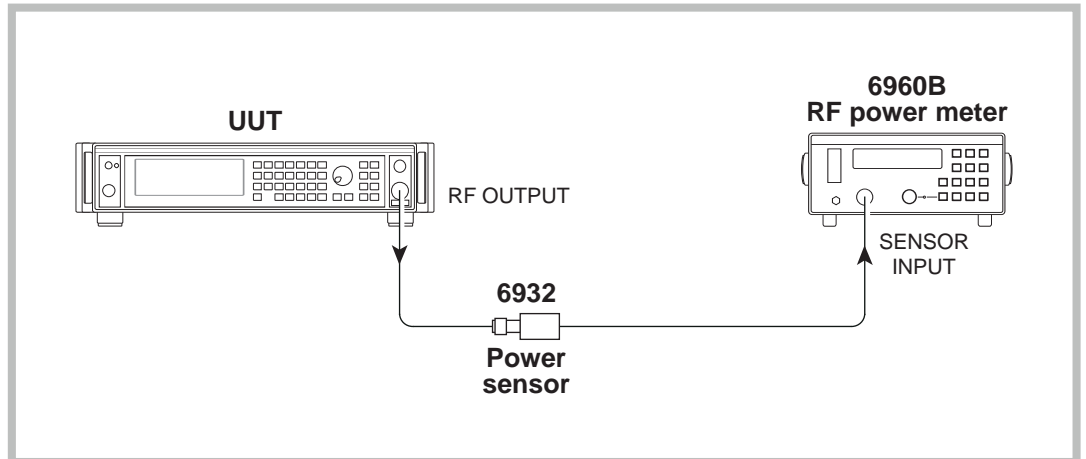 UUT
RF OUTPUT
6932
Power
sensor
6960B
RF power meter
SENSOR
INPUT